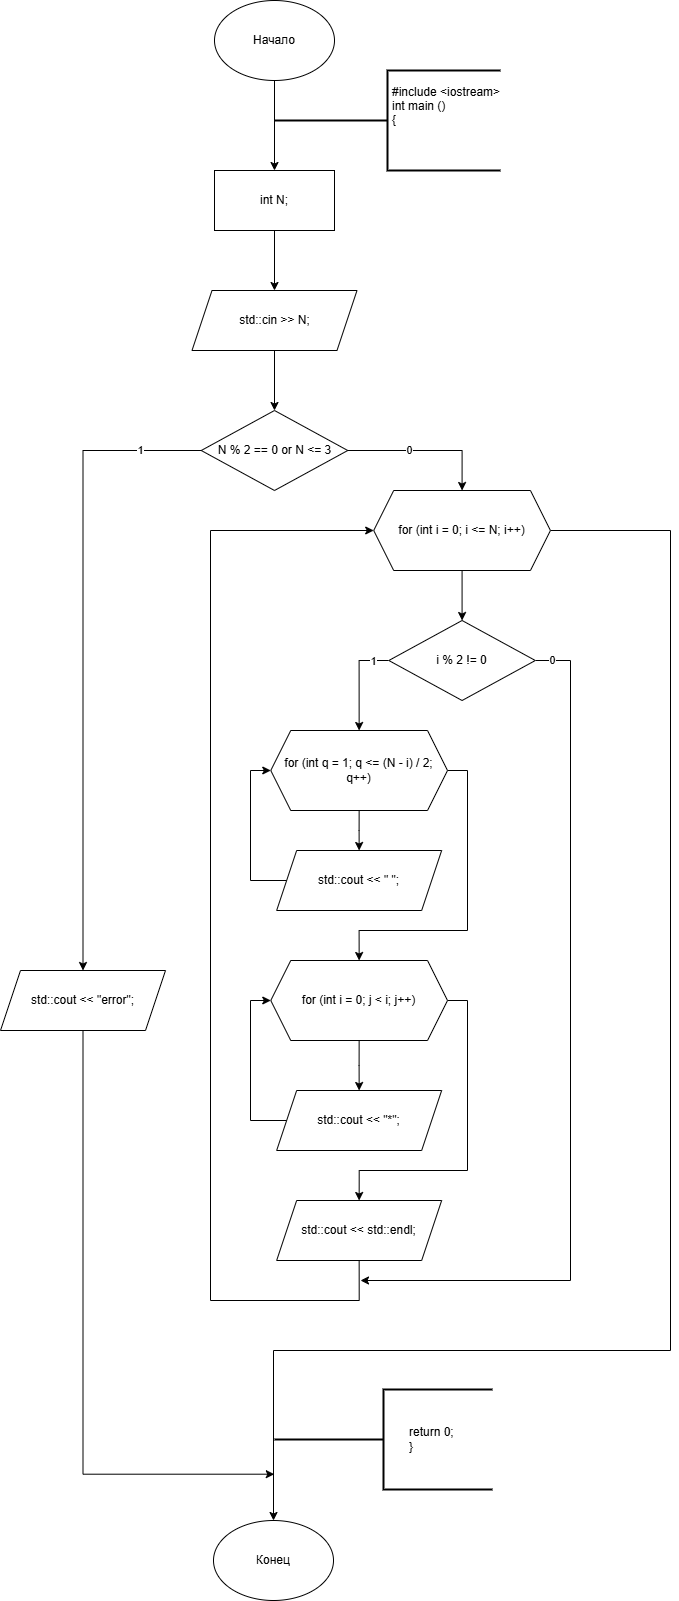 Начало
#include <iostream>
int main ()
{
int N;
std::cin >> N;
N % 2 == 0 or N <= 3
1
0
for (int i = 0; i <= N; i++)
i % 2 != 0
1
0
for (int q = 1; q <= (N - i) / 2;
q++)
std::cout << " ";
for (int i = 0; j < i; j++)
std::cout << "error";
std::cout << "*";
std::cout << std::endl;
return 0;
}
Конец